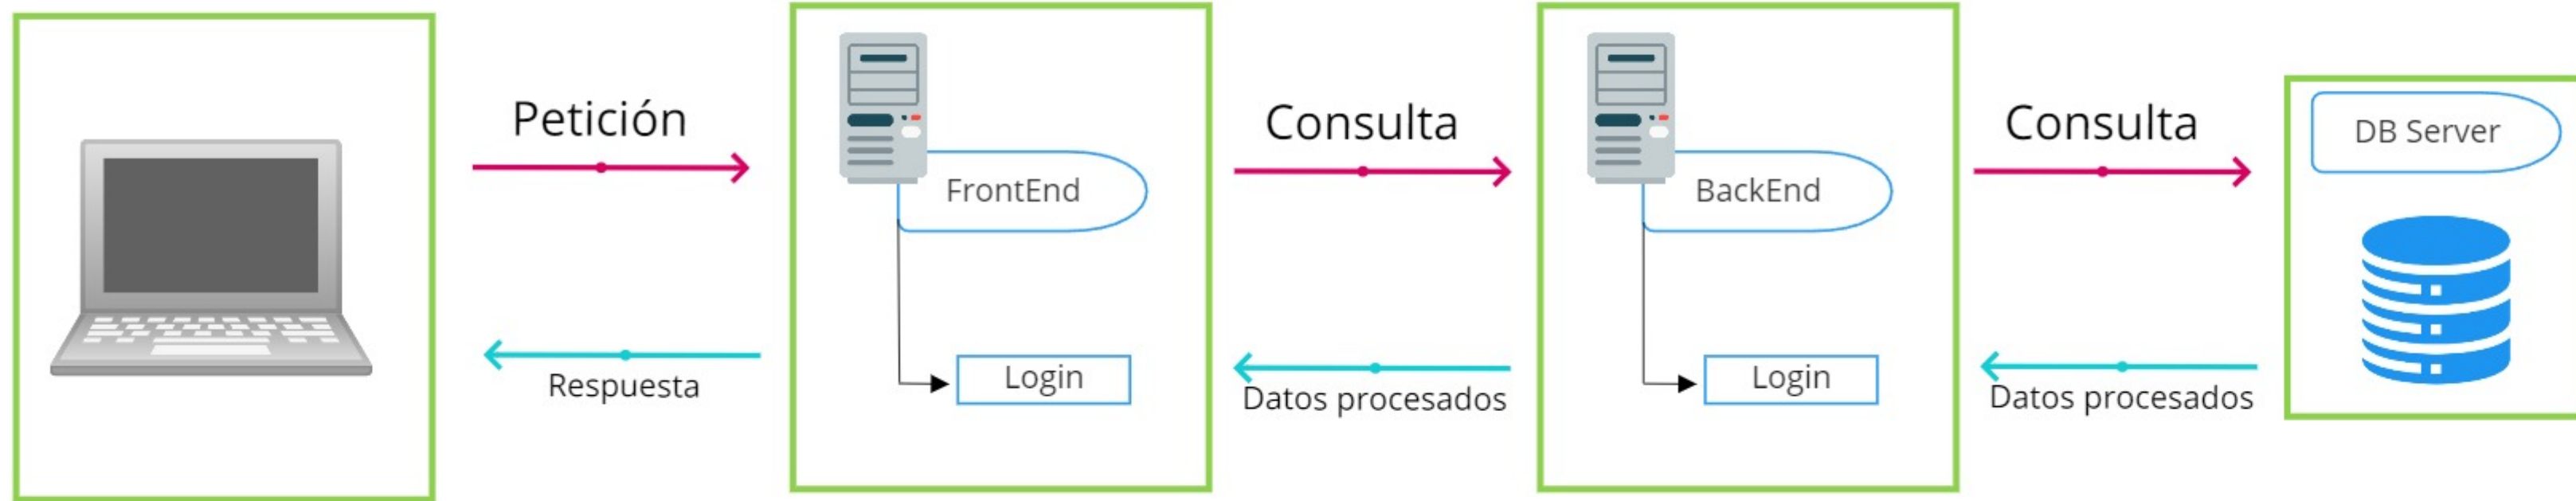 Petición
Respuesta
FrontEnd
Login
Consulta
Datos procesados
BackEnd
Login
Consulta
Datos procesados
DB Server